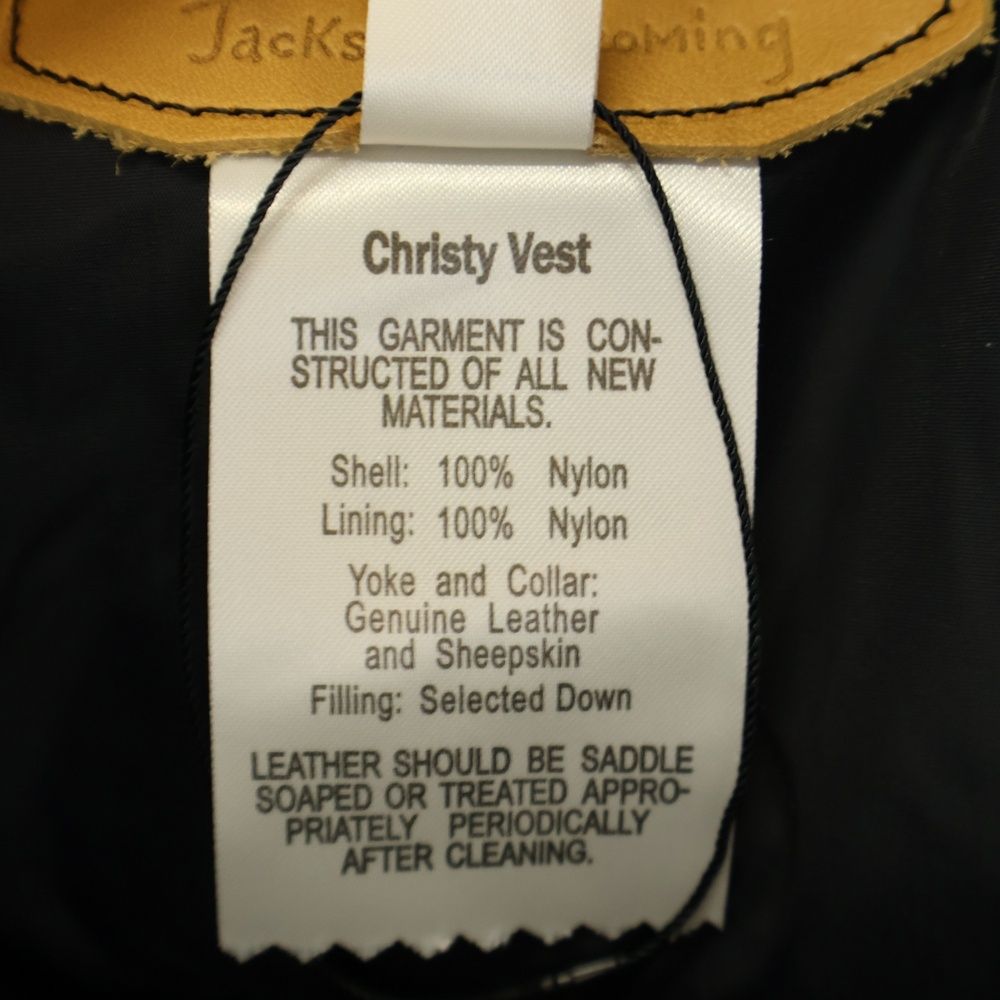 Jacks oming
Christy Vest
THIS GARMENT IS CON-
STRUCTED OF ALL NEW
MATERIALS.
Shell: 100% Nylon
Lining: 100% Nylon
Yoke and Collar:
Genuine Leather
and Sheepskin
Filling: Selected Down
LEATHER SHOULD BE SADDLE
SOAPED OR TREATED APPRO-
PRIATELY PERIODICALLY
AFTER CLEANING.